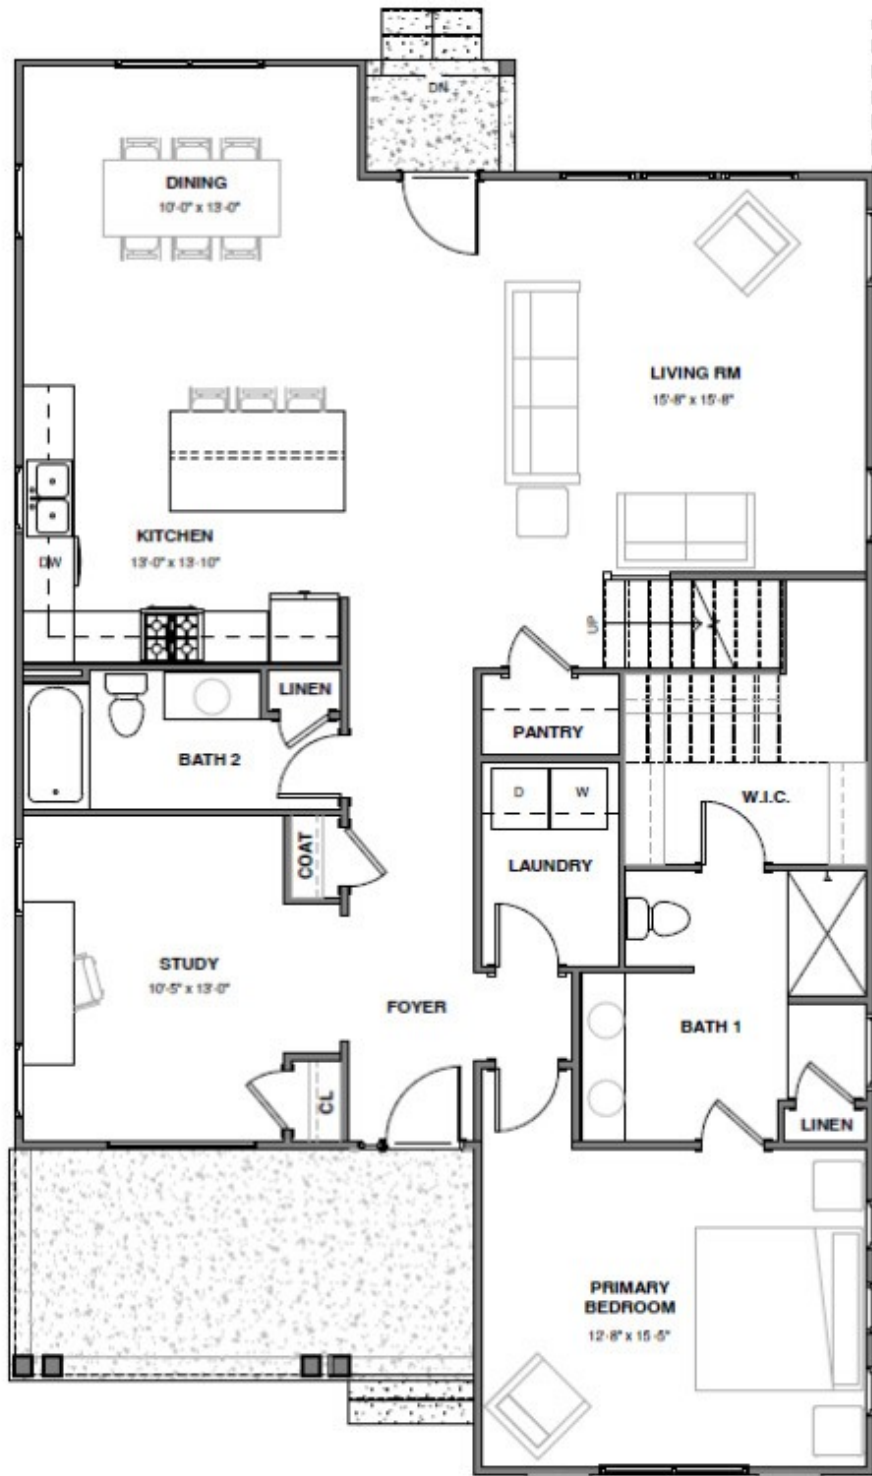 DN
DINING
10'-0" x 13'-0"
LIVING RM
15'-8" x 15'-8"
KITCHEN
13'-0" x 13'-10"
DW
UP
LINEN
PANTRY
BATH 2
D
W
W.I.C.
COAT
LAUNDRY
STUDY
10'-5" x 13'-0"
FOYER
BATH 1
CL
LINEN
PRIMARY
BEDROOM
12'-8" x 15'-5"